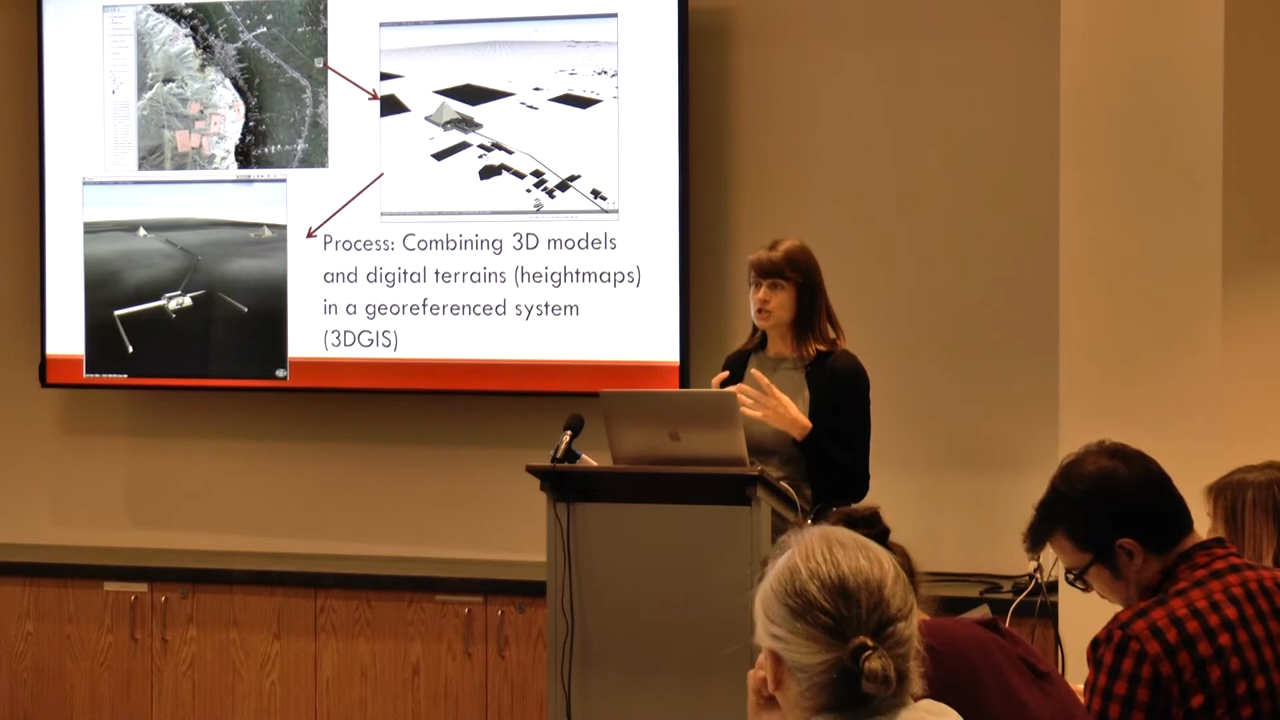 Process: Combining 3D models
and digital terrains (heightmaps)
in a georeferenced system
(3DGIS)